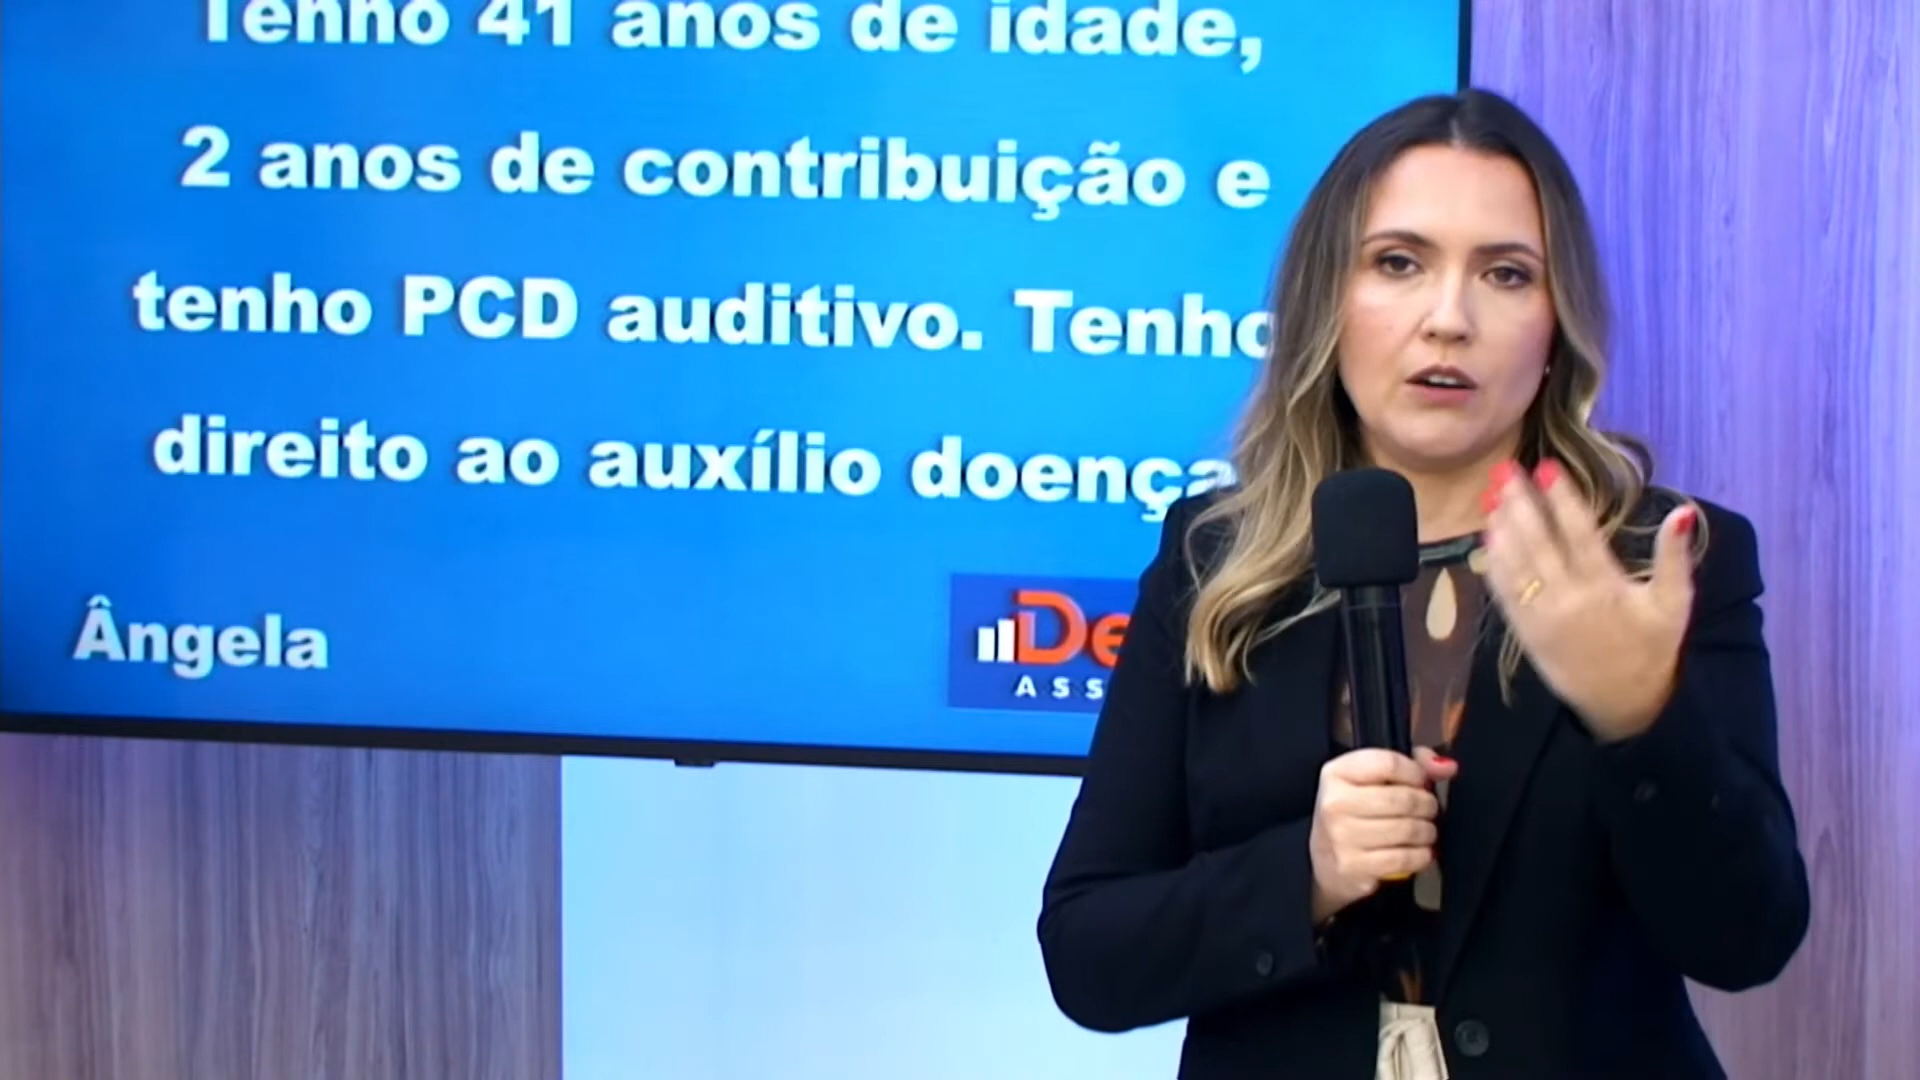 Tenho 41 anos de idade,
2 anos de contribuição e
tenho PCD auditivo. Tenho
direito ao auxílio doença
Ângela